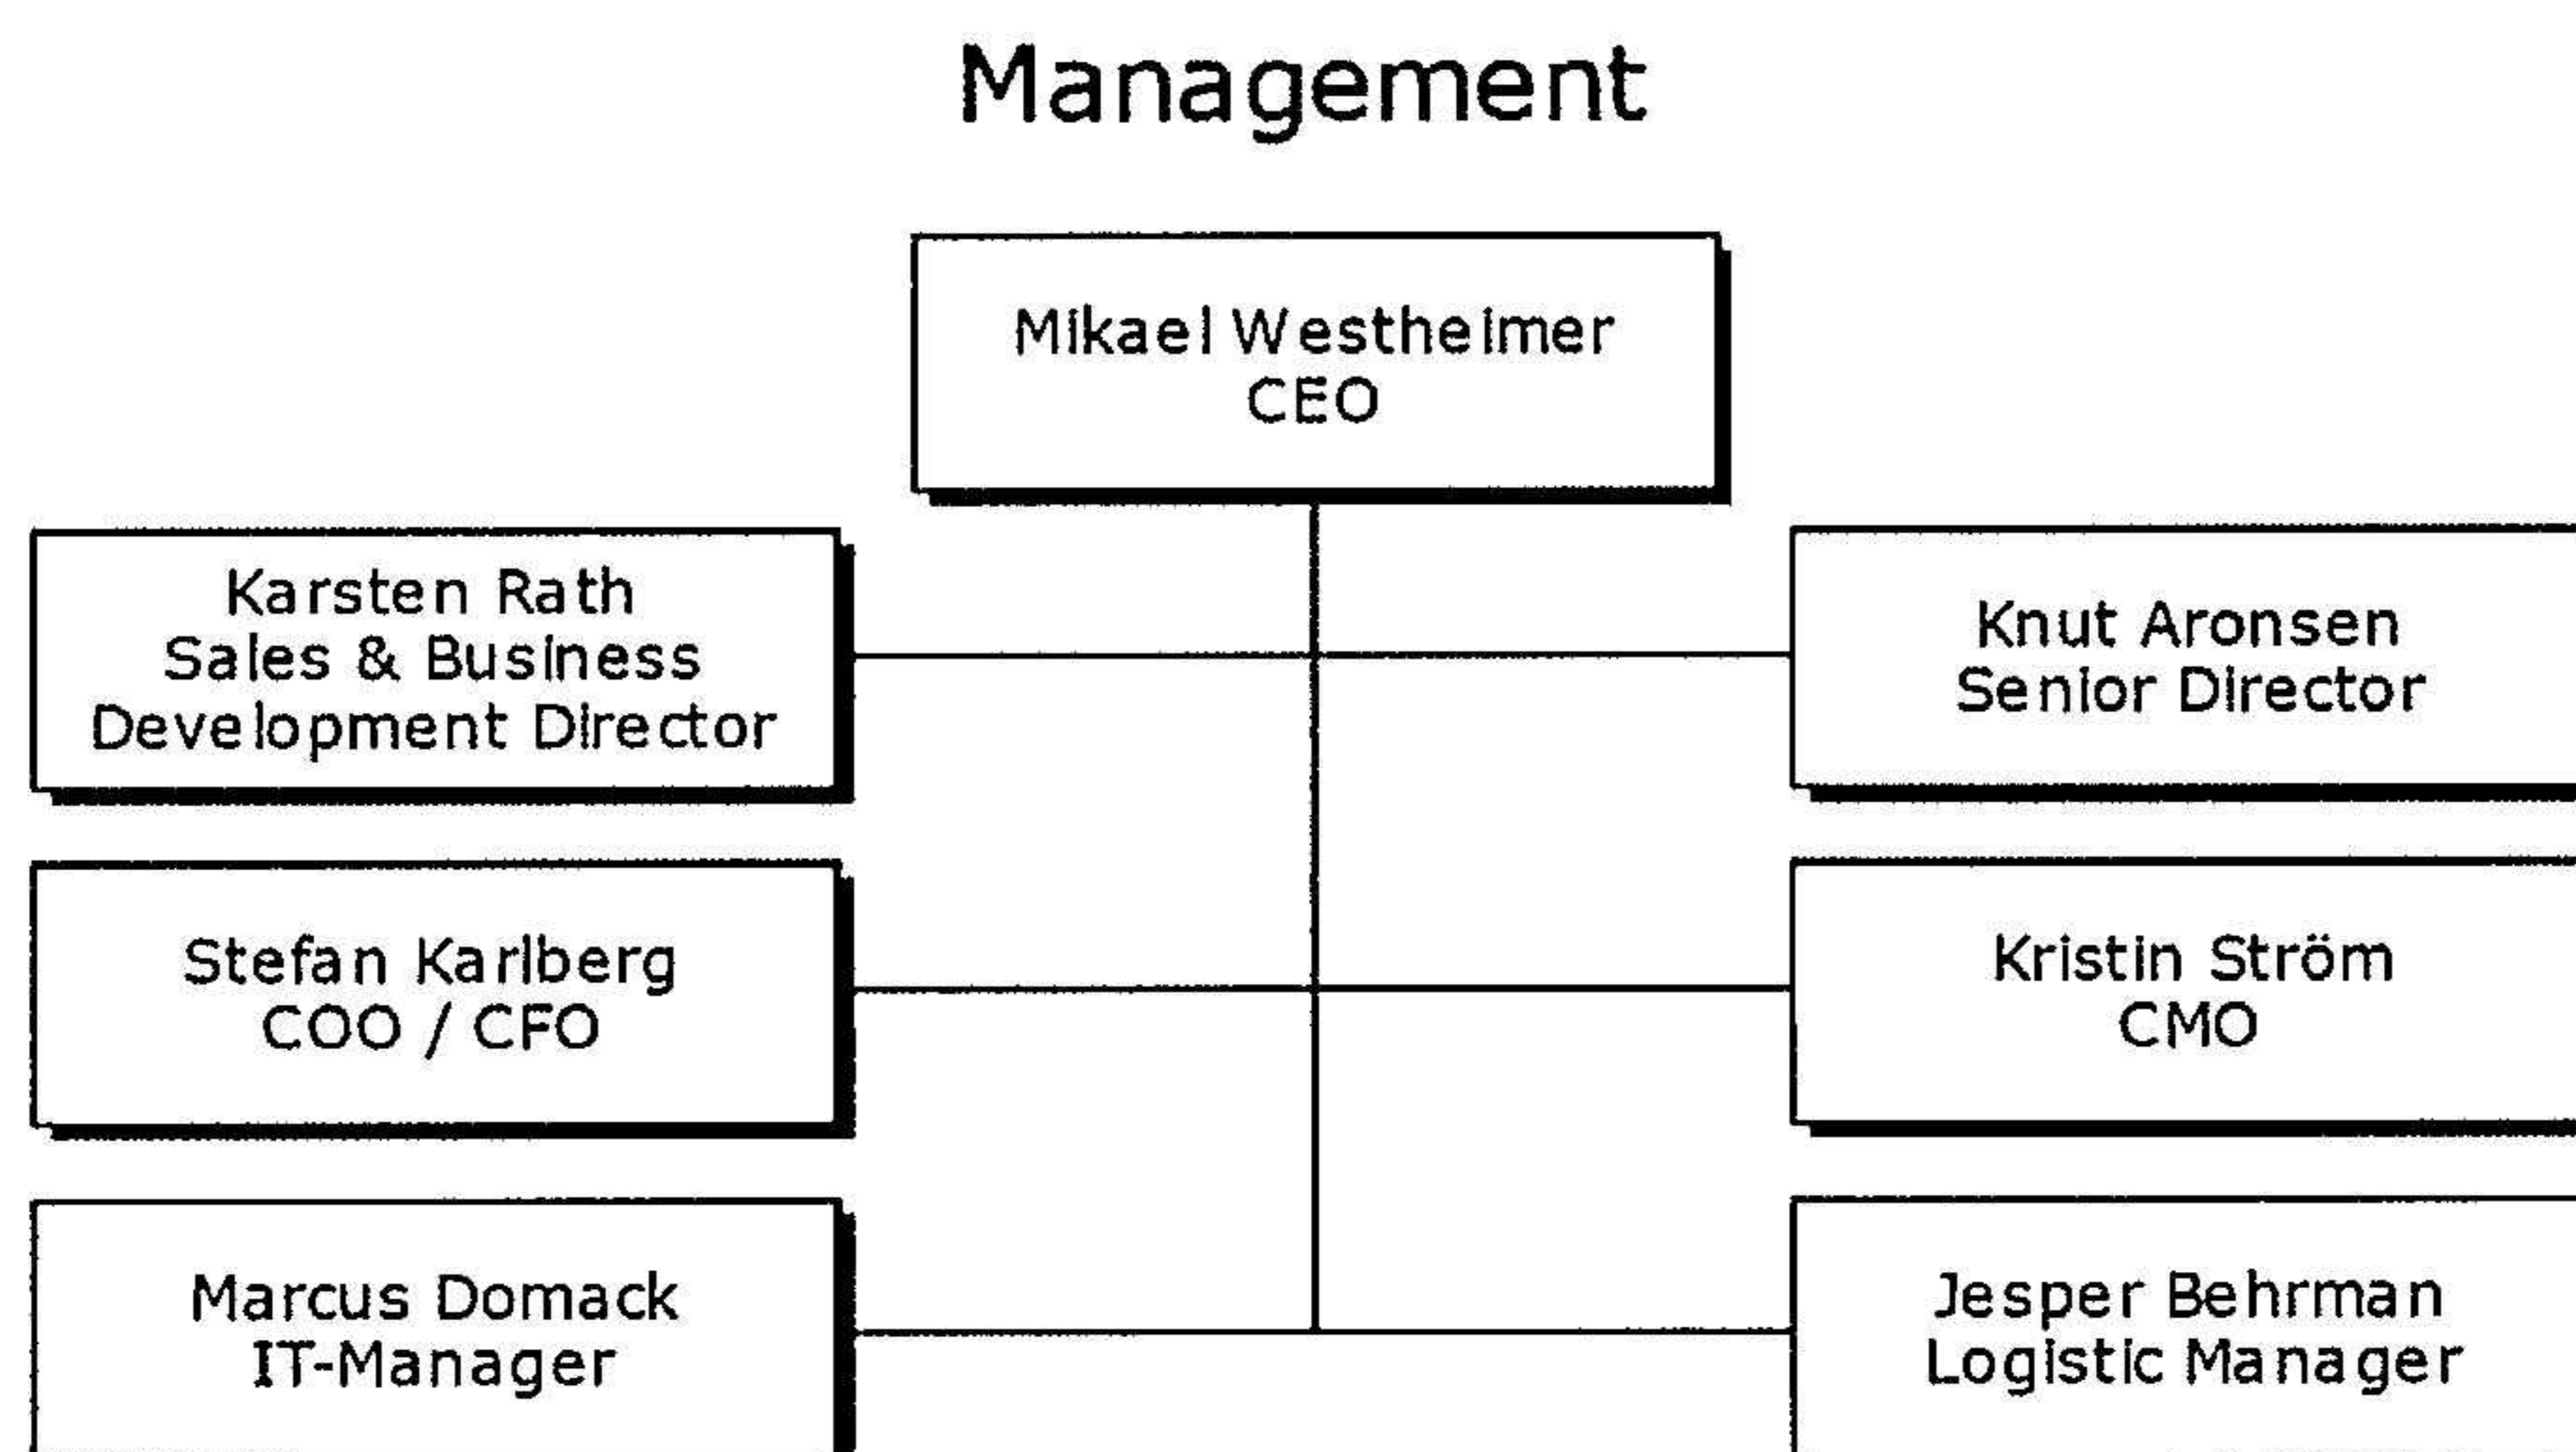 Management
Mikael Westheimer
CEO
Karsten Rath
Sales & Business
Development Director
Knut Aronsen
Senior Director
Stefan Karlberg
COO / CFO
Kristin Ström
CMO
Marcus Domack
IT-Manager
Jesper Behrman
Logistic Manager